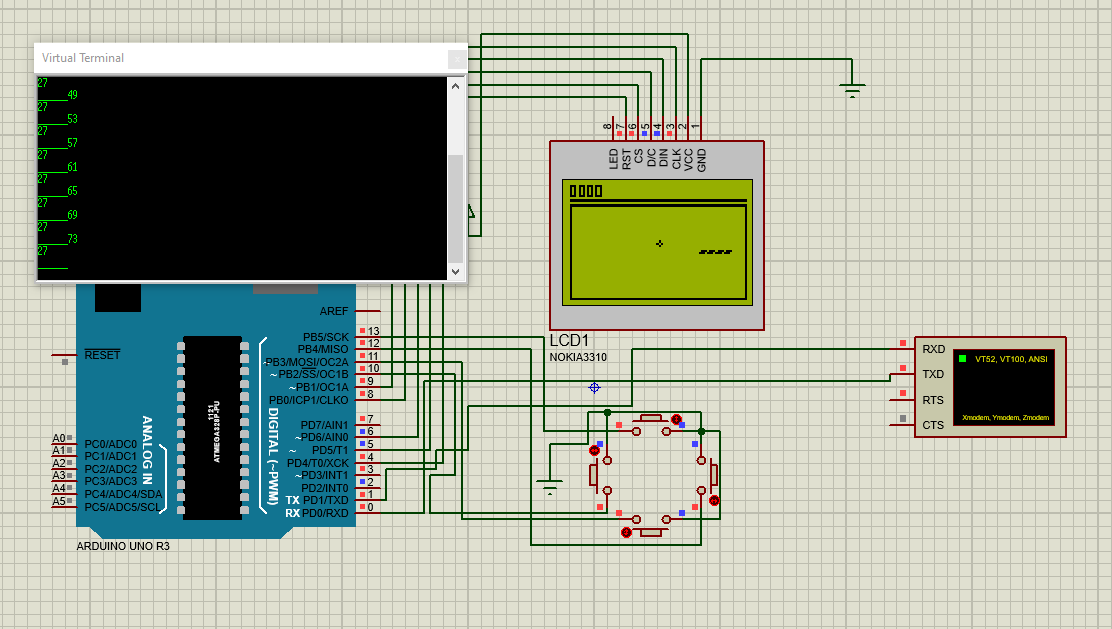 Virtual Terminal
27
49
27
53
27
57
27
61
27
65
27
69
27
73
27
8
7
6
5
4
3
2
1
LED
RST
CS
D/C
DIN
CLK
VCC
GND
0000
LCD1
NOKIA3310
AREF
RESET
PB5/SCK
13
PB4/MISO
12
~PB3/MOSI/OC2A
11
~PB2/SS/OC1B
10
~PB1/OC1A
9
PB0/ICP1/CLKO
8
PD7/AIN1
7
~PD6/AIN0
6
~PD5/T1
5
PD4/T0/XCK
4
~PD3/INT1
3
PD2/INT0
2
TX PD1/TXD
1
RX PD0/RXD
0
DIGITAL (~PWM)
ANALOG IN
1121
ATMEGA328P-PU
A0
PC0/ADC0
A1
PC1/ADC1
A2
PC2/ADC2
A3
PC3/ADC3
A4
PC4/ADC4/SDA
A5
PC5/ADC5/SCL
ARDUINO UNO R3
RXD
TXD
RTS
CTS
VT52, VT100, ANSI
Xmodem, Ymodem, Zmodem